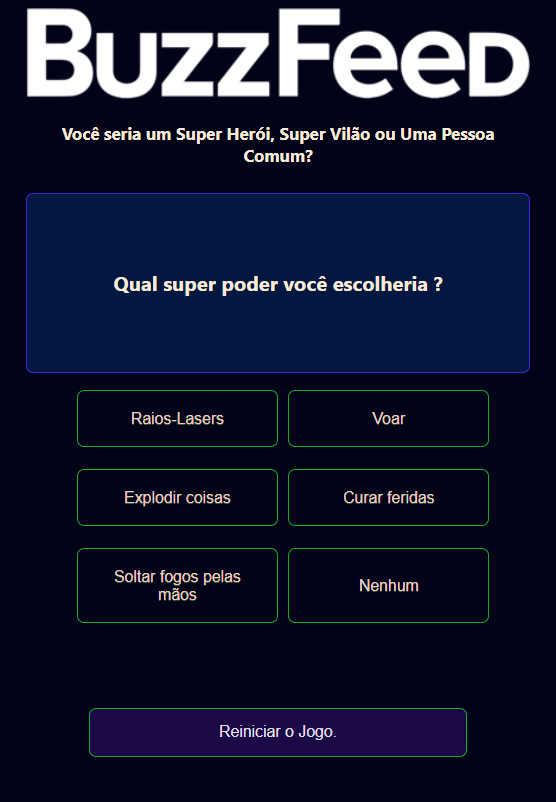 BuzzFeed
Você seria um Super Herói, Super Vilão ou Uma Pessoa
Comum?
Qual super poder você escolheria ?
Raios-Lasers
Voar
Explodir coisas
Curar feridas
Soltar fogos pelas
mãos
Nenhum
Reiniciar o Jogo.